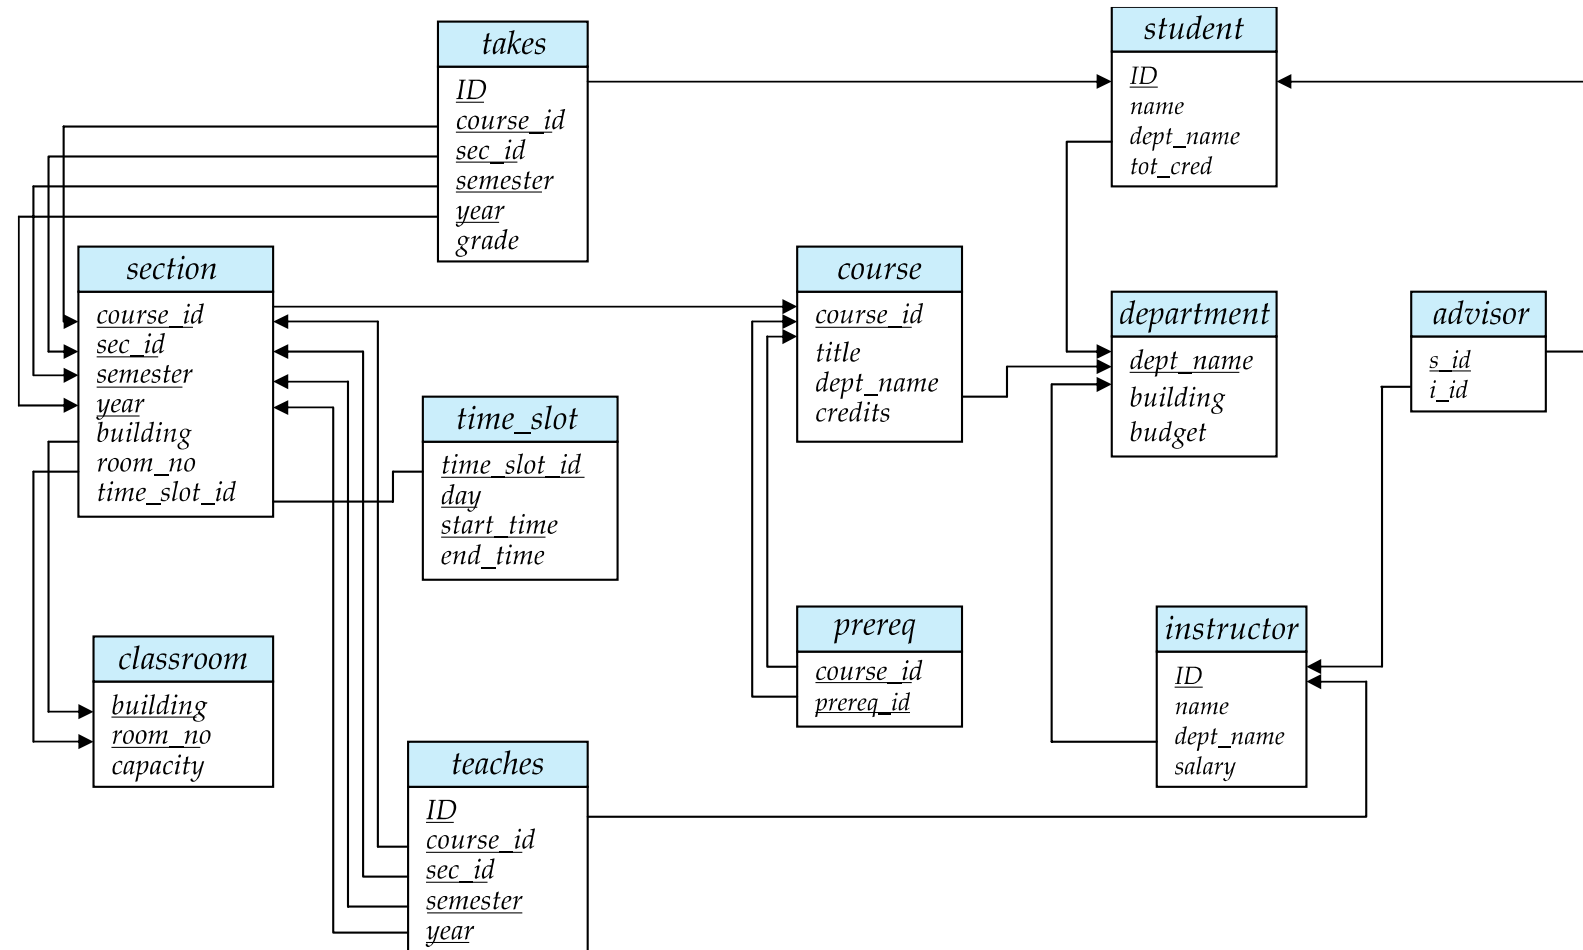 takes
ID
course_id
sec_id
semester
year
grade
student
ID
name
dept_name
tot_cred
section
course_id
sec_id
semester
year
building
room_no
time_slot_id
time_slot
time_slot_id
day
start_time
end_time
course
course_id
title
dept_name
credits
department
dept_name
building
budget
advisor
s_id
i_id
classroom
building
room_no
capacity
prereq
course_id
prereq_id
instructor
ID
name
dept_name
salary
teaches
ID
course_id
sec_id
semester
year